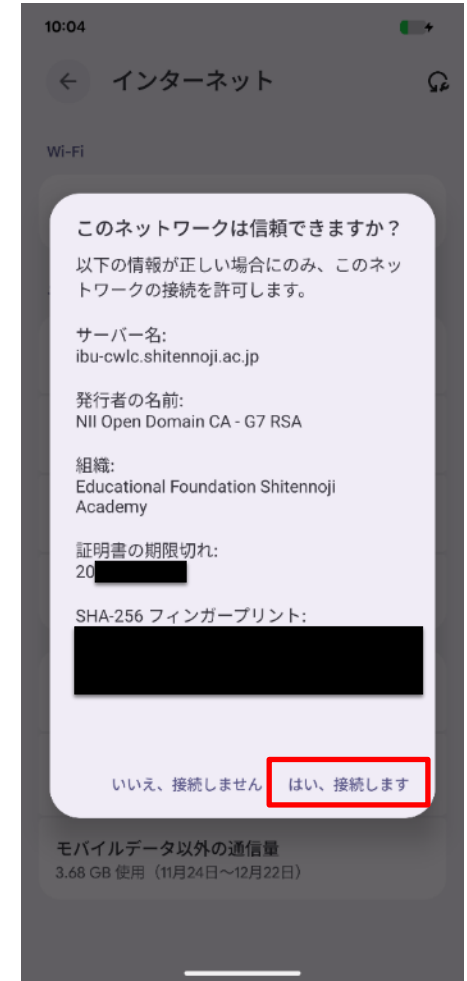 10:04
インターネット
Wi-Fi
このネットワークは信頼できますか？
以下の情報が正しい場合にのみ、このネッ
トワークの接続を許可します。
サーバー名:
ibu-cwlc.shitennoji.ac.jp
発行者の名前:
NII Open Domain CA - G7 RSA
組織:
Educational Foundation Shitennoji
Academy
証明書の期限切れ:
20
SHA-256 フィンガープリント:
いいえ、接続しません はい、接続します
モバイルデータ以外の通信量
3.68 GB 使用（11月24日～12月22日）